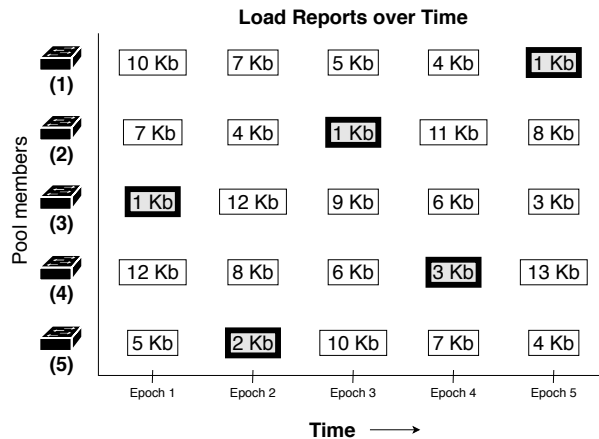 Load Reports over Time
Pool members
(1) 10 Kb 7 Kb 5 Kb 4 Kb 1 Kb
(2) 7 Kb 4 Kb 1 Kb 11 Kb 8 Kb
(3) 1 Kb 12 Kb 9 Kb 6 Kb 3 Kb
(4) 12 Kb 8 Kb 6 Kb 3 Kb 13 Kb
(5) 5 Kb 2 Kb 10 Kb 7 Kb 4 Kb
Epoch 1 Epoch 2 Epoch 3 Epoch 4 Epoch 5
Time